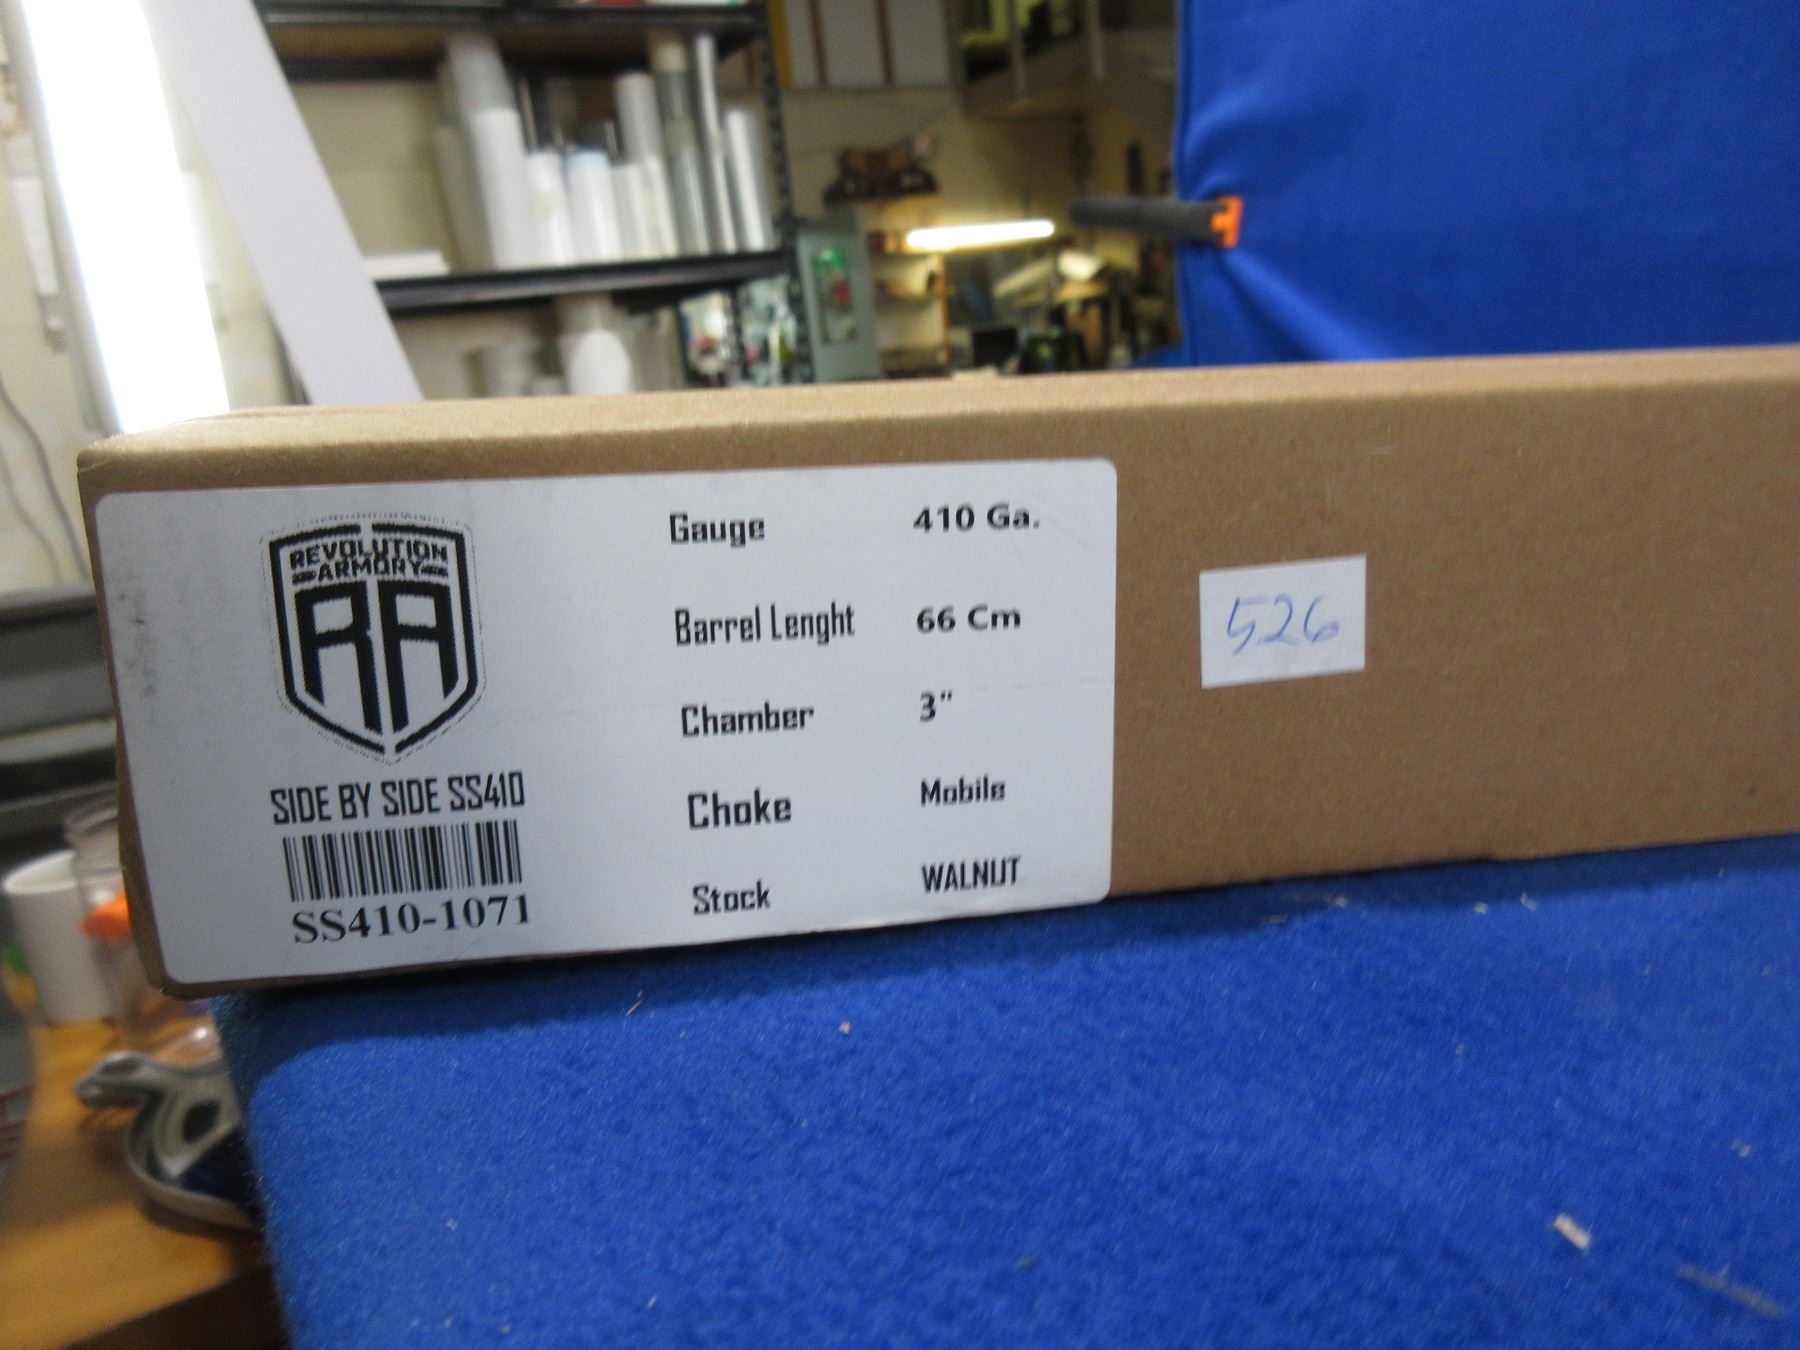 REVOLUTION
ARMORY
RA
SIDE BY SIDE SS410
SS410-1071
Gauge 410 Ga.
Barrel Lenght 66 Cm
Chamber 3"
Choke Mobile
Stock WALNUT
526